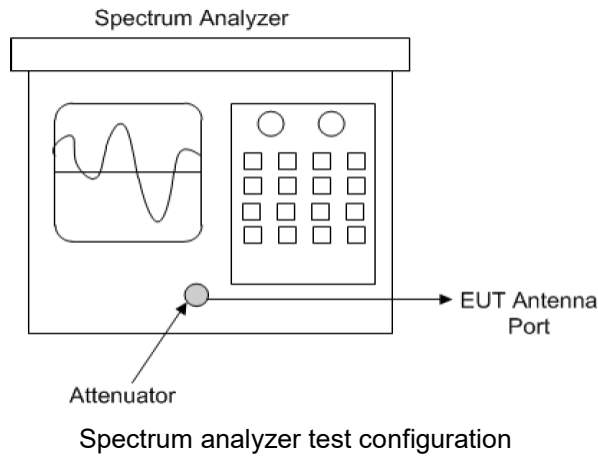 Spectrum Analyzer
EUT Antenna
Port
Attenuator
Spectrum analyzer test configuration